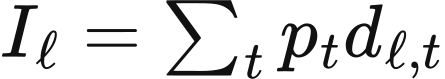 I_ℓ = ∑_t p_t d_{ℓ,t}